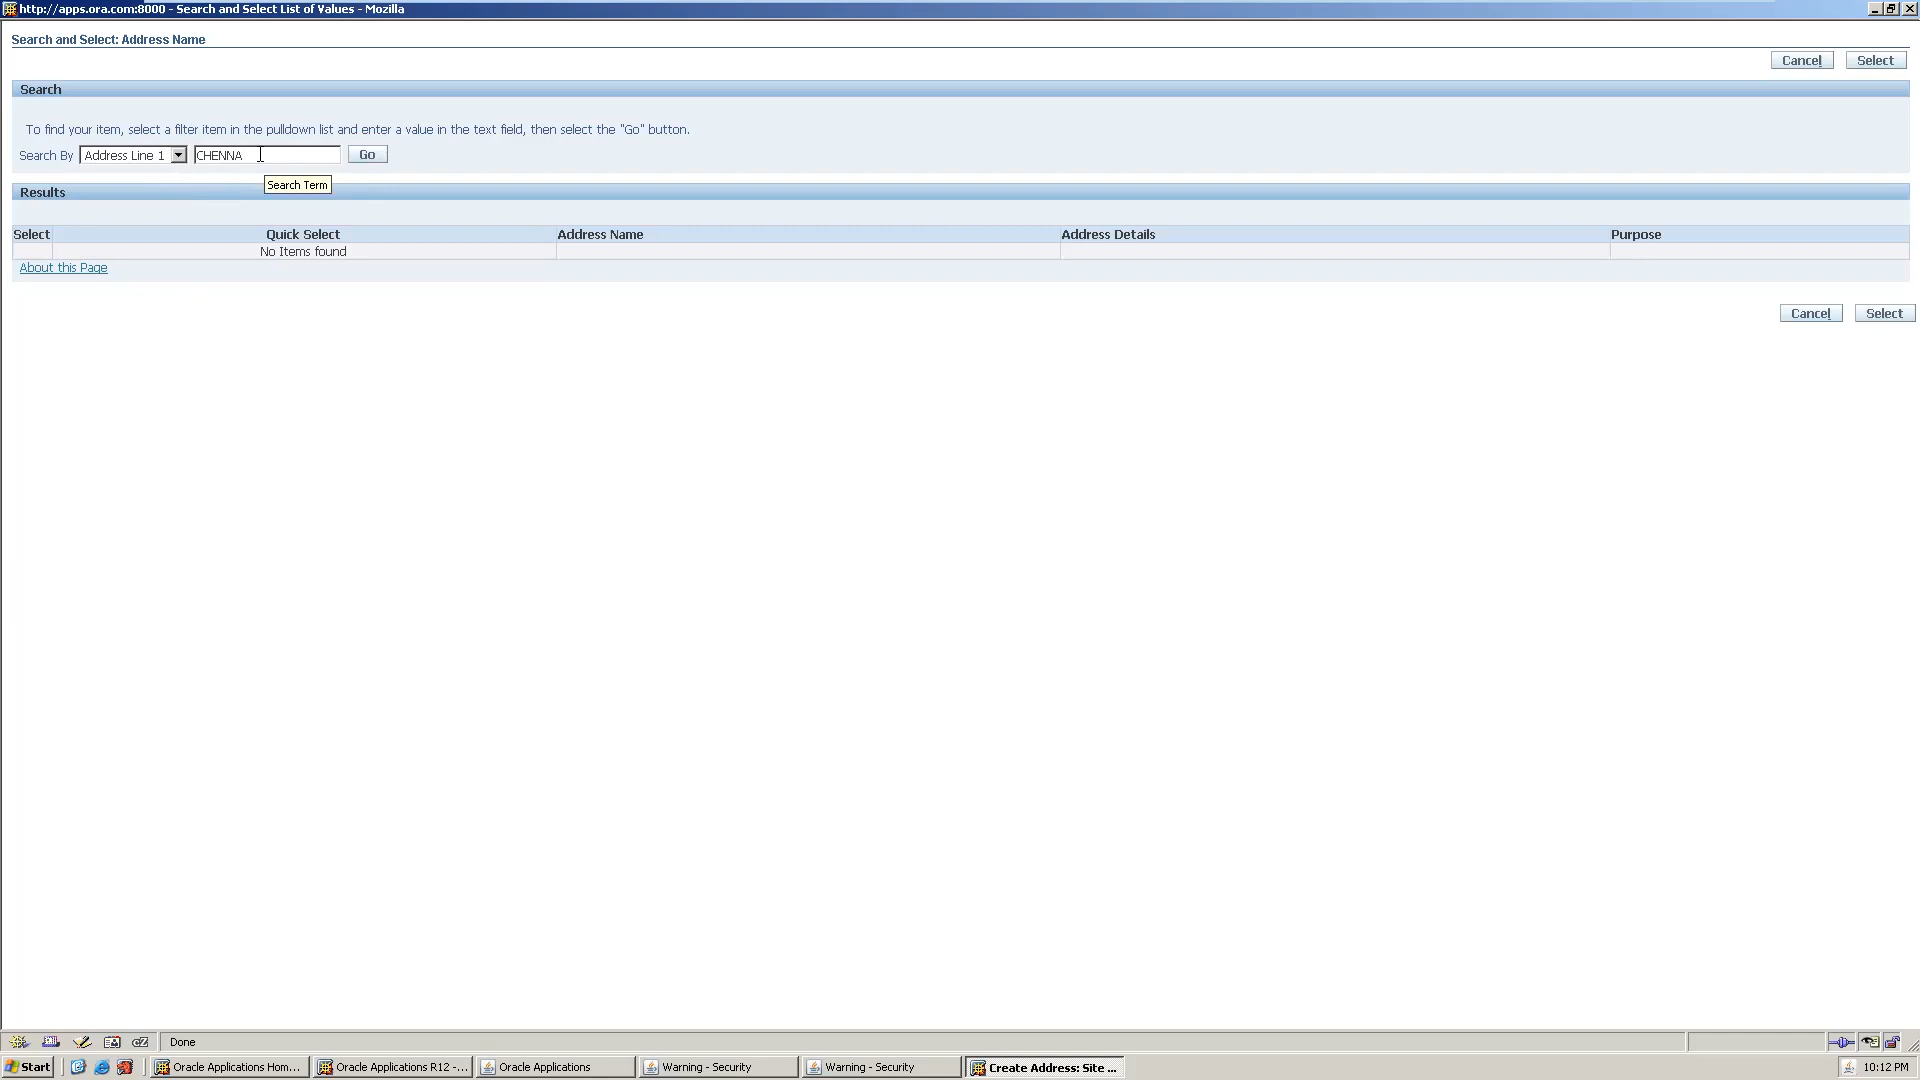 http://apps.ora.com:8000 - Search and Select List of Values - Mozilla
Search and Select: Address Name
Cancel Select
Search
To find your item, select a filter item in the pulldown list and enter a value in the text field, then select the "Go" button.
Search By Address Line 1 CHENNA Go
Search Term
Results
Select Quick Select Address Name Address Details Purpose
No Items found
About this Page
Cancel Select
Done
Start Oracle Applications Hom... Oracle Applications R12 -... Oracle Applications Warning - Security Warning - Security Create Address: Site ... 10:12 PM